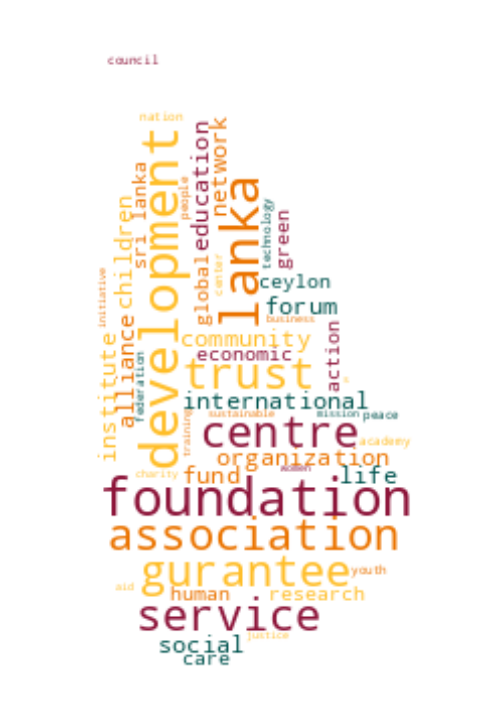 council
nation
development
education
network
sri lanka
people
lanka
children
technology
green
global
center
ceylon
initiative
forum
alliance
business
institute
community
action
federation
economic
trust
s
international
training
sustainable
mission
peace
centre
academy
organization
charity
fund
women
life
foundation
association
gurantee
youth
aid
human
research
service
justice
social
care